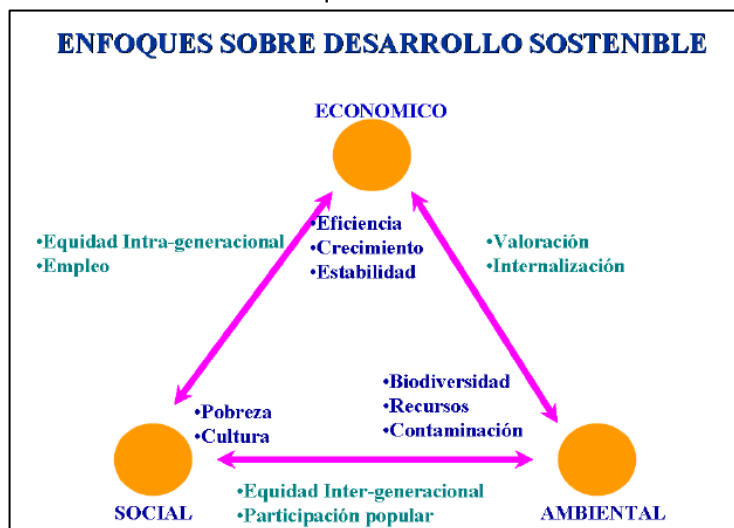 ENFOQUES SOBRE DESARROLLO SOSTENIBLE
ECONOMICO
•Eficiencia
•Crecimiento
•Estabilidad
•Equidad Intra-generacional
•Empleo
•Valoración
•Internalización
•Biodiversidad
•Recursos
•Contaminación
•Pobreza
•Cultura
•Equidad Inter-generacional
•Participación popular
SOCIAL
AMBIENTAL